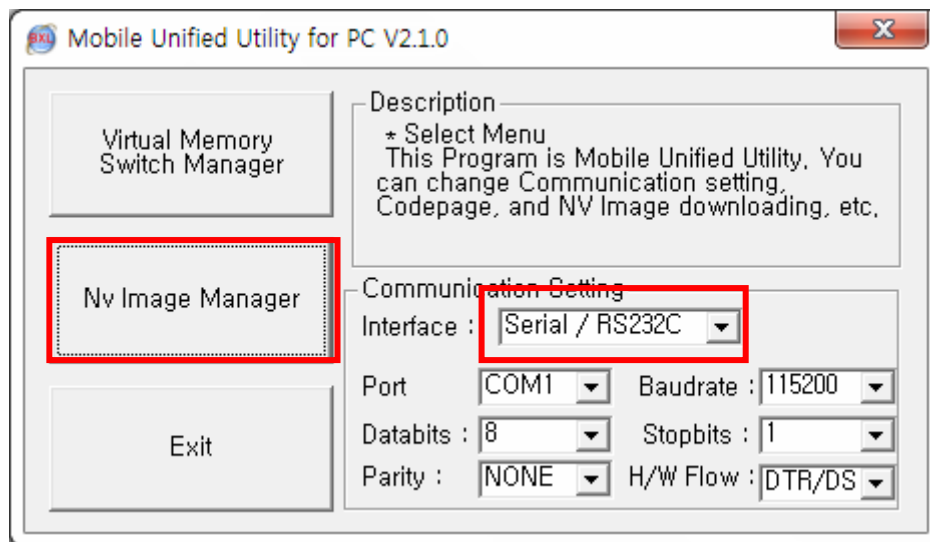 BXL Mobile Unified Utility for PC V2.1.0
Virtual Memory
Switch Manager
Nv Image Manager
Exit
Description
* Select Menu
This Program is Mobile Unified Utility, You
can change Communication setting,
Codepage, and NV Image downloading, etc,
Communication Setting
Interface : Serial / RS232C
Port COM1 Baudrate : 115200
Databits : 8 Stopbits : 1
Parity : NONE H/W Flow : DTR/DS